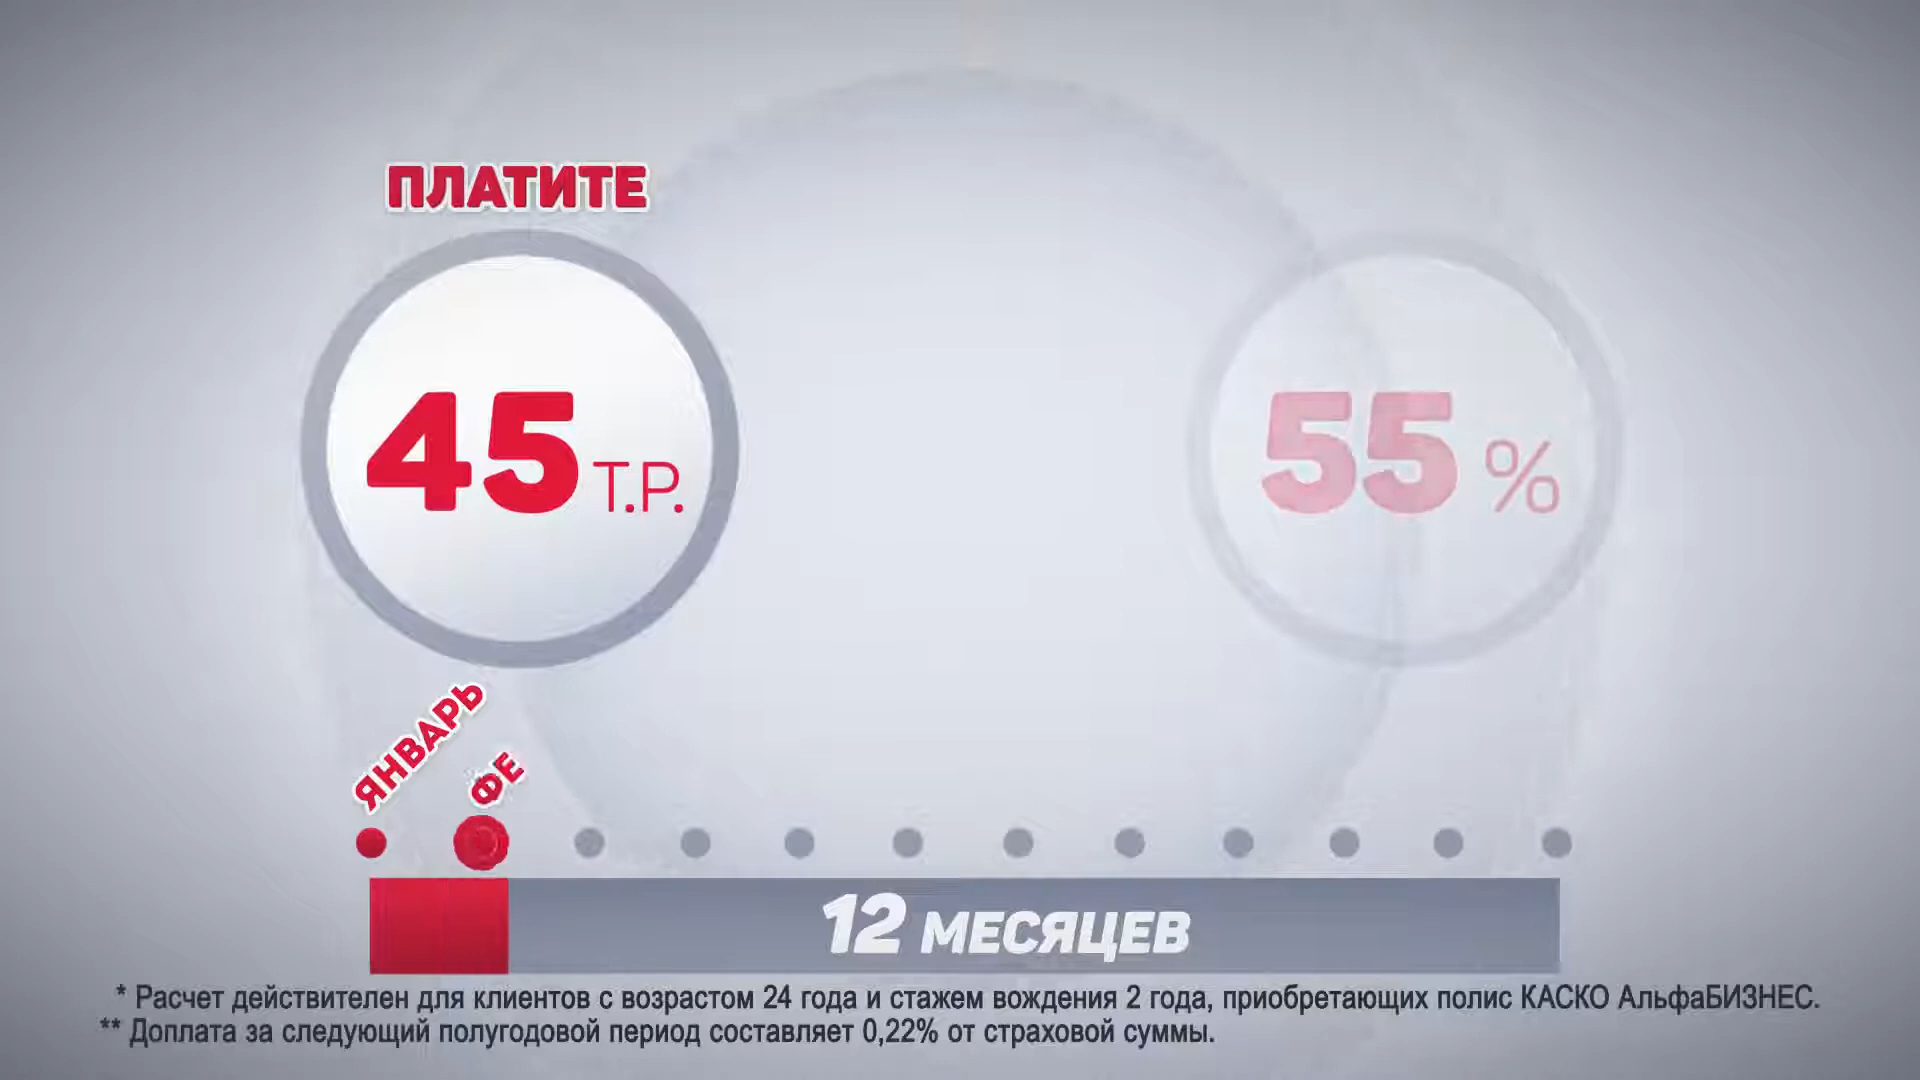 ПЛАТИТЕ
45 Т.Р.
55 %
ЯНВАРЬ
ФЕ
12 МЕСЯЦЕВ
* Расчет действителен для клиентов с возрастом 24 года и стажем вождения 2 года, приобретающих полис КАСКО АльфаБИЗНЕС.
** Доплата за следующий полугодовой период составляет 0,22% от страховой суммы.